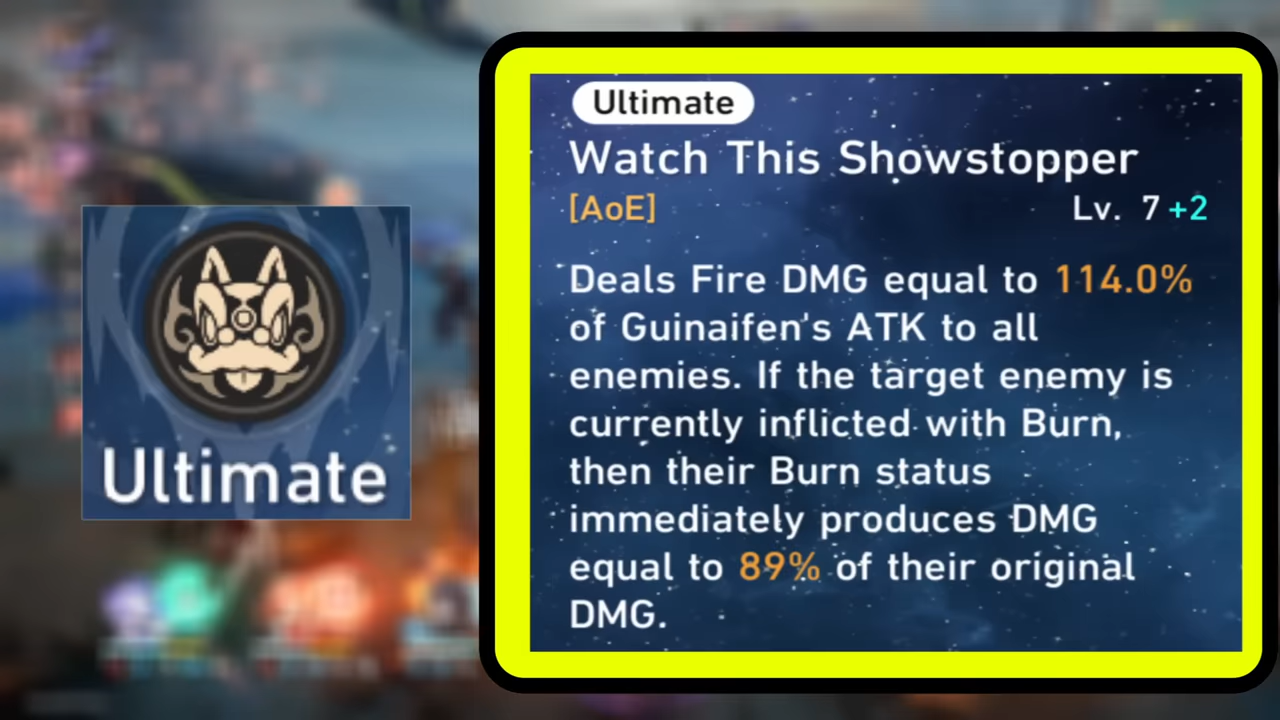 Ultimate
Ultimate
Watch This Showstopper
[AoE]
Lv. 7 +2
Deals Fire DMG equal to 114.0%
of Guinaifen's ATK to all
enemies. If the target enemy is
currently inflicted with Burn,
then their Burn status
immediately produces DMG
equal to 89% of their original
DMG.